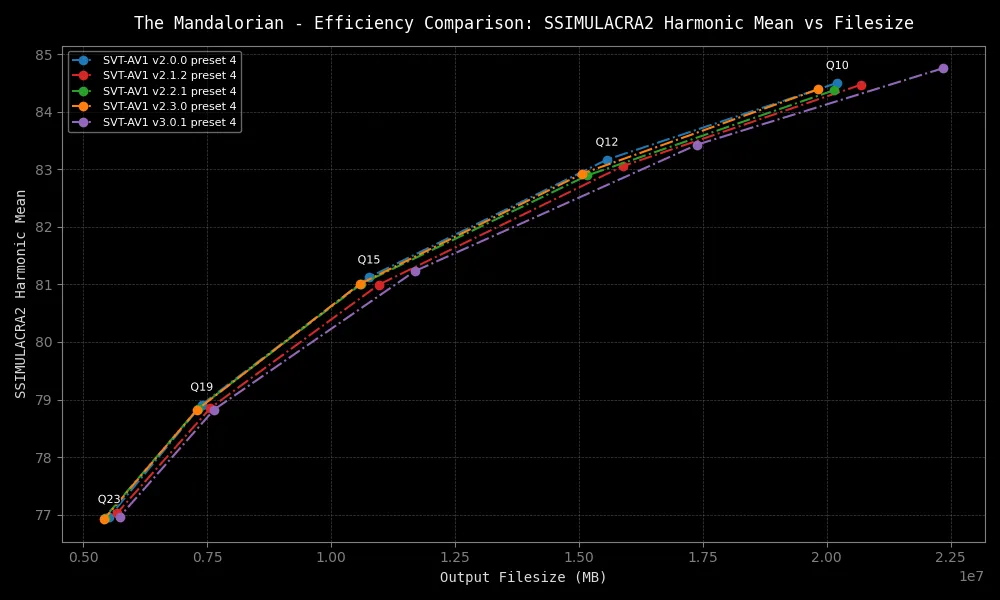 The Mandalorian - Efficiency Comparison: SSIMULACRA2 Harmonic Mean vs Filesize
SVT-AV1 v2.0.0 preset 4
SVT-AV1 v2.1.2 preset 4
SVT-AV1 v2.2.1 preset 4
SVT-AV1 v2.3.0 preset 4
SVT-AV1 v3.0.1 preset 4
Q10
Q12
Q15
Q19
Q23
85
84
83
82
81
80
79
78
77
SSIMULACRA2 Harmonic Mean
0.50 0.75 1.00 1.25 1.50 1.75 2.00 2.25
1e7
Output Filesize (MB)